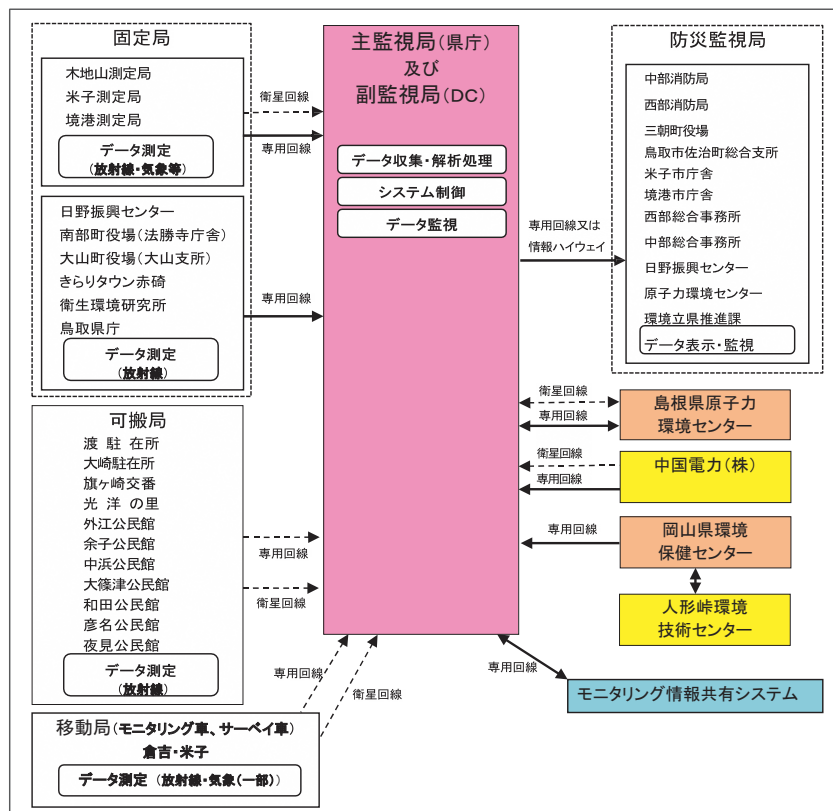 固定局
木地山測定局
米子測定局
境港測定局
データ測定
(放射線・気象等)
衛星回線
専用回線
日野振興センター
南部町役場(法勝寺庁舎)
大山町役場(大山支所)
きらりタウン赤碕
衛生環境研究所
鳥取県庁
データ測定
(放射線)
専用回線
可搬局
渡 駐 在所
大崎駐在所
旗ヶ崎交番
光 洋 の里
外江公民館
余子公民館
中浜公民館
大篠津公民館
和田公民館
彦名公民館
夜見公民館
データ測定
(放射線)
専用回線
衛星回線
移動局(モニタリング車、サーベイ車)
倉吉・米子
データ測定 (放射線・気象(一部))
専用回線
衛星回線
主監視局(県庁)
及び
副監視局(DC)
データ収集・解析処理
システム制御
データ監視
専用回線又は
情報ハイウェイ
防災監視局
中部消防局
西部消防局
三朝町役場
鳥取市佐治町総合支所
米子市庁舎
境港市庁舎
西部総合事務所
中部総合事務所
日野振興センター
原子力環境センター
環境立県推進課
データ表示・監視
衛星回線
専用回線
島根県原子力
環境センター
衛星回線
専用回線
中国電力(株)
専用回線
岡山県環境
保健センター
人形峠環境
技術センター
専用回線
モニタリング情報共有システム